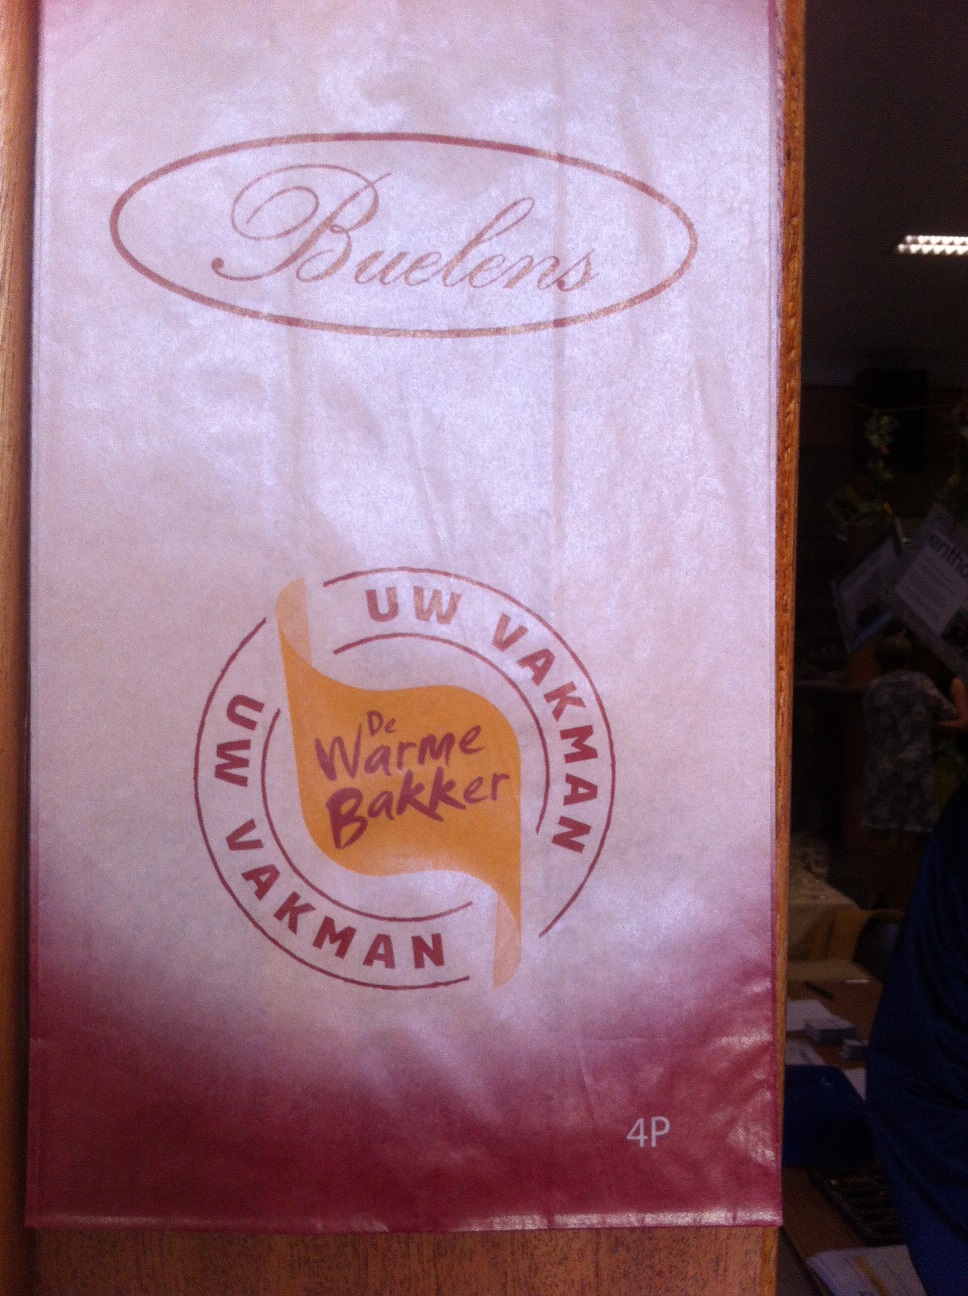 Buelens
UW VAKMAN
De
Warme
Bakker
UW VAKMAN
4P